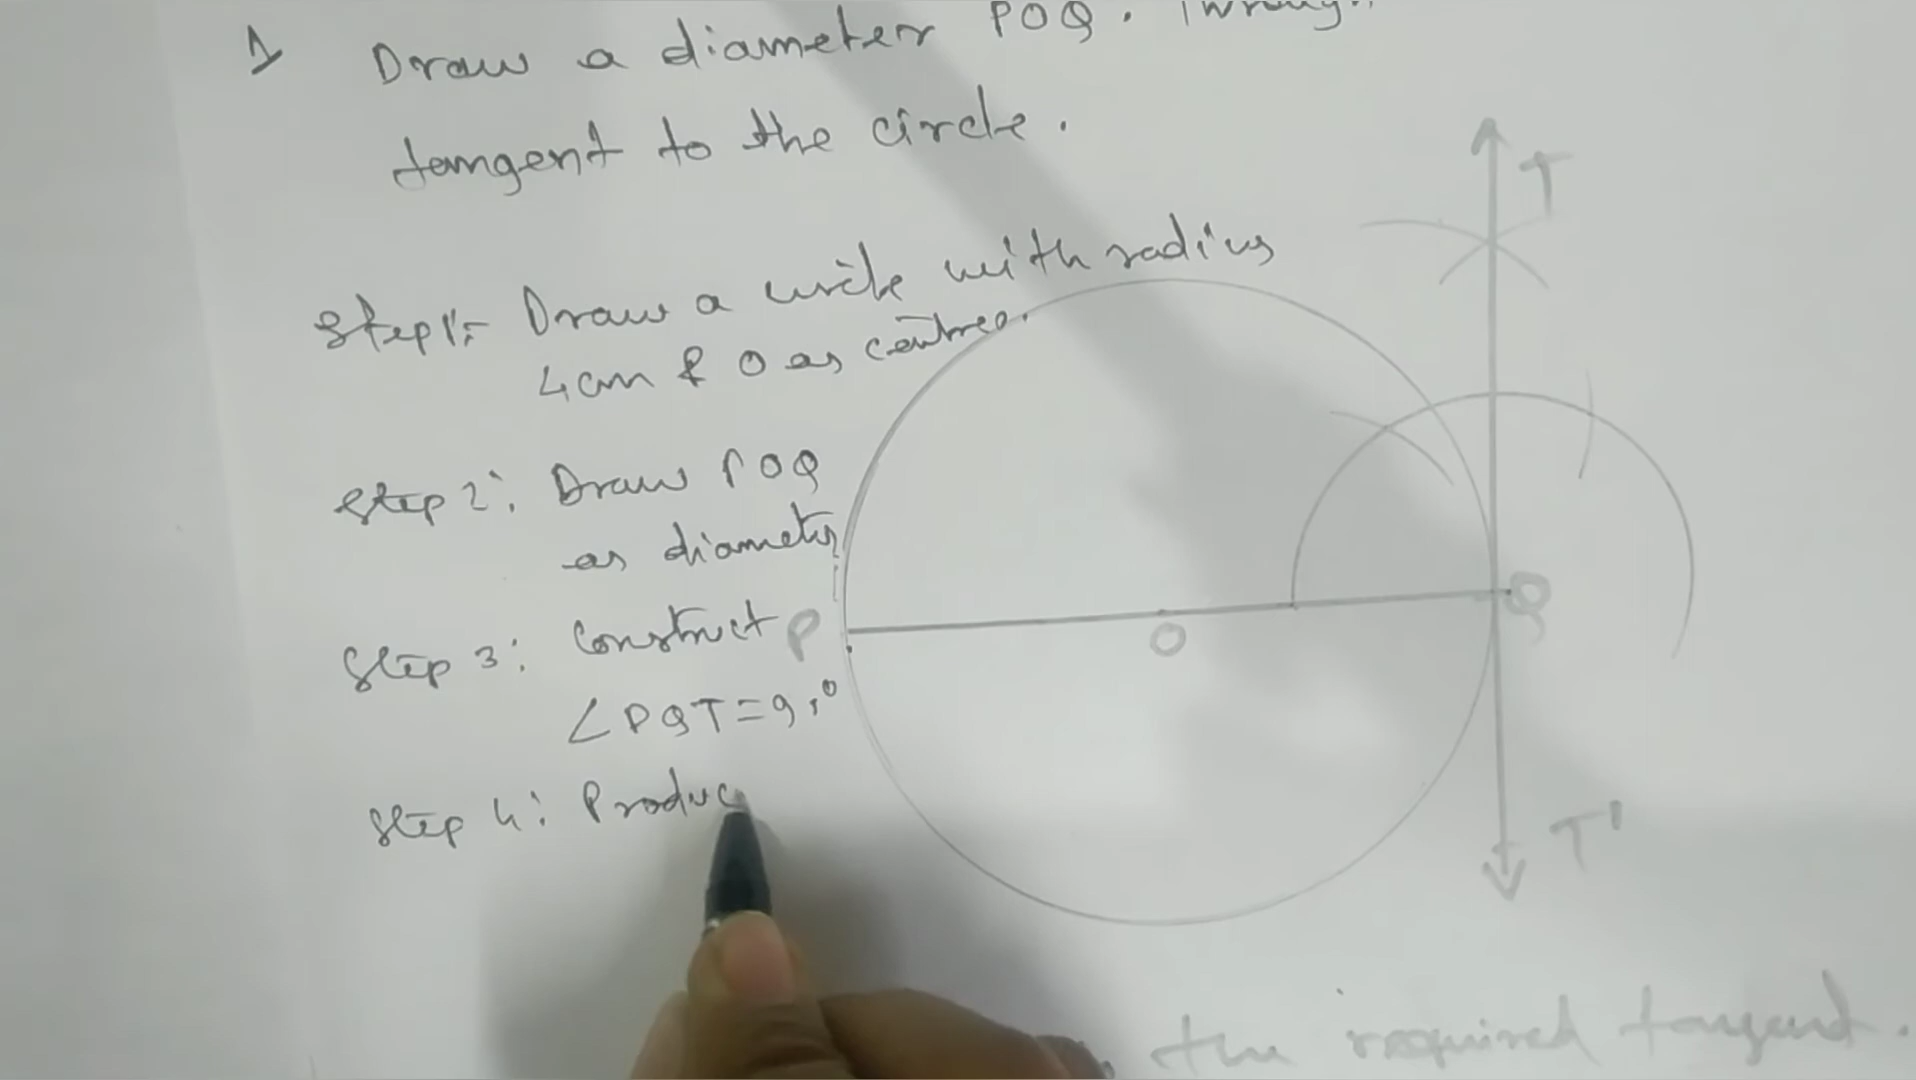 1 Draw a diameter POQ. Through
tangent to the circle.
Step 1:- Draw a circle with radius
4cm & O as centre.
Step 2: Draw POQ
as diameter
Step 3: Construct
∠PQT=90°
Step 4: Produc
T
P
O
Q
T'
the required tangent.